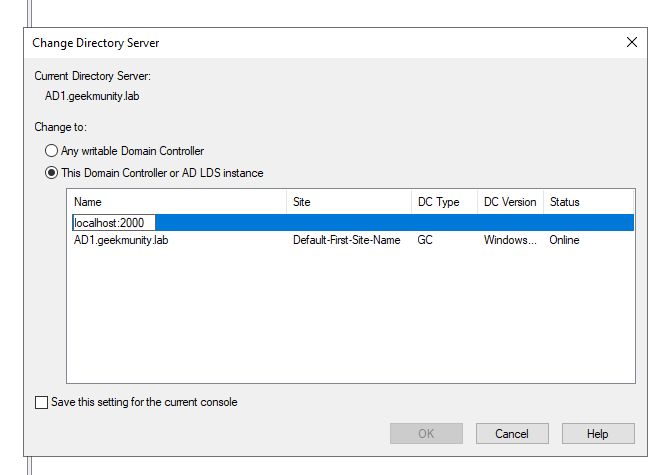 Change Directory Server
Current Directory Server:
AD1.geekmunity.lab
Change to:
Any writable Domain Controller
This Domain Controller or AD LDS instance
Name Site DC Type DC Version Status
localhost:2000
AD1.geekmunity.lab Default-First-Site-Name GC Windows... Online
Save this setting for the current console
OK Cancel Help